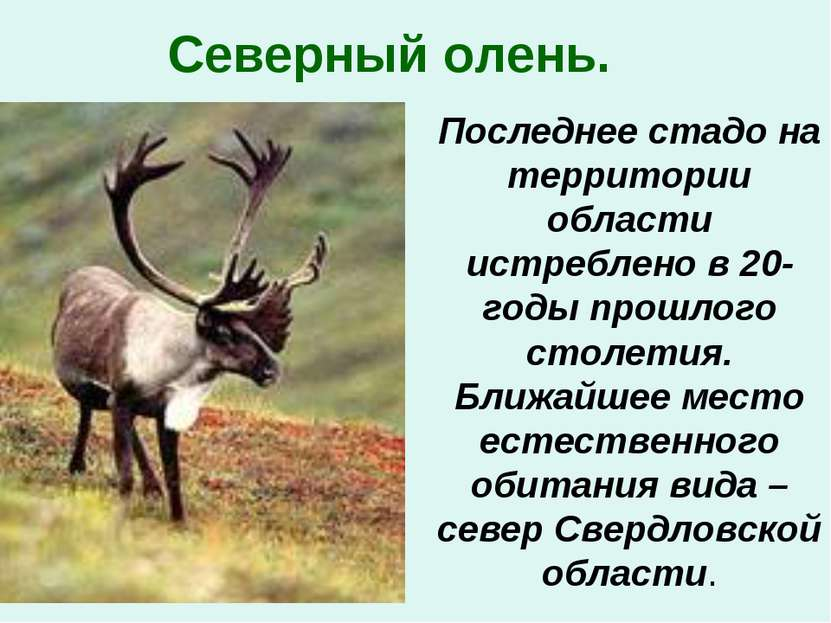 Северный олень.
Последнее стадо на
территории
области
истреблено в 20-
годы прошлого
столетия.
Ближайшее место
естественного
обитания вида –
север Свердловской
области.